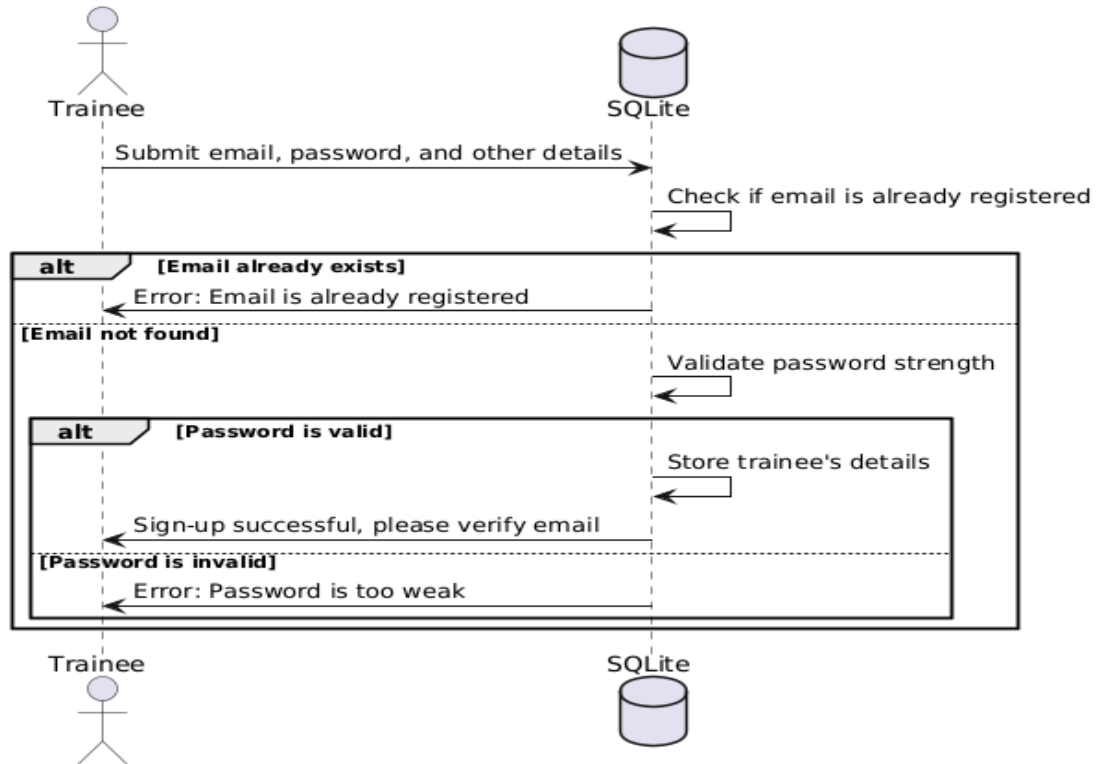 Trainee
SQLite
Submit email, password, and other details
Check if email is already registered
alt
[Email already exists]
Error: Email is already registered
[Email not found]
Validate password strength
alt
[Password is valid]
Store trainee's details
Sign-up successful, please verify email
[Password is invalid]
Error: Password is too weak
Trainee
SQLite